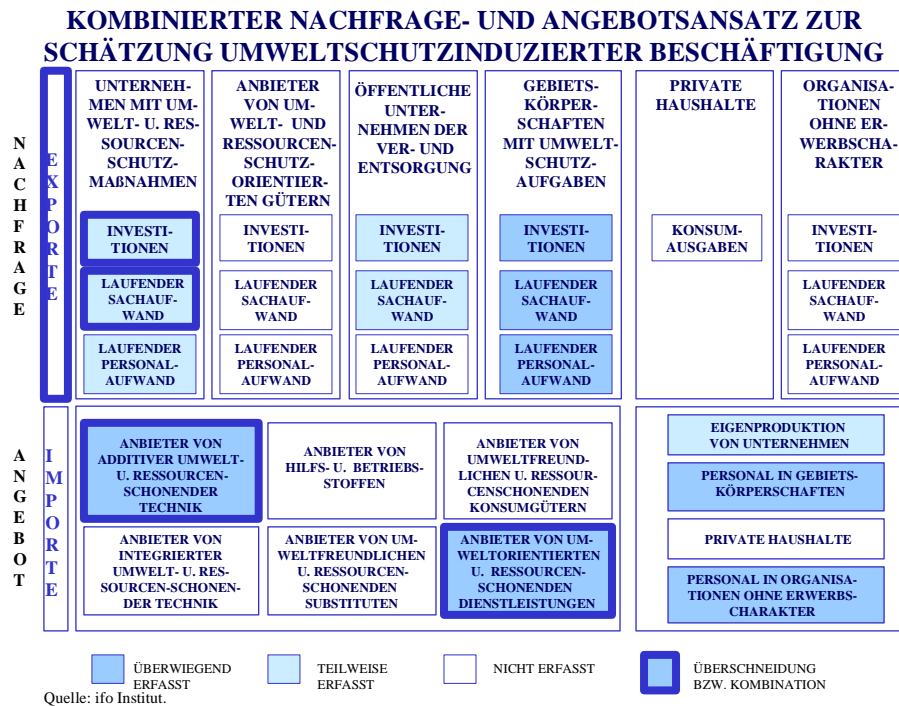 KOMBINIERTER NACHFRAGE- UND ANGEBOTSANSATZ ZUR
SCHÄTZUNG UMWELTSCHUTZINDUZIERTER BESCHÄFTIGUNG
NACHFRAGE
EXPORTE
UNTERNEH-
MEN MIT UM-
WELT- U. RES-
SOURCEN-
SCHUTZ-
MAßNAHMEN
INVESTI-
TIONEN
LAUFENDER
SACHAUF-
WAND
LAUFENDER
PERSONAL-
AUFWAND
ANBIETER
VON UM-
WELT- UND
RESSOURCEN-
SCHUTZ-
ORIENTIER-
TEN GÜTERN
INVESTI-
TIONEN
LAUFENDER
SACHAUF-
WAND
LAUFENDER
PERSONAL-
AUFWAND
ÖFFENTLICHE
UNTER-
NEHMEN DER
VER- UND
ENTSORGUNG
INVESTI-
TIONEN
LAUFENDER
SACHAUF-
WAND
LAUFENDER
PERSONAL-
AUFWAND
GEBIETS-
KÖRPER-
SCHAFTEN
MIT UMWELT-
SCHUTZ-
AUFGABEN
INVESTI-
TIONEN
LAUFENDER
SACHAUF-
WAND
LAUFENDER
PERSONAL-
AUFWAND
PRIVATE
HAUSHALTE
KONSUM-
AUSGABEN
ORGANISA-
TIONEN
OHNE ER-
WERBSCHA-
RAKTER
INVESTI-
TIONEN
LAUFENDER
SACHAUF-
WAND
LAUFENDER
PERSONAL-
AUFWAND
ANGEBOT
IMPORTE
ANBIETER VON
ADDITIVER UMWELT-
U. RESSOURCEN-
SCHONENDER
TECHNIK
ANBIETER VON
HILFS- U. BETRIEBS-
STOFFEN
ANBIETER VON
UMWELTFREUND-
LICHEN U. RESSOUR-
CENSCHONENDEN
KONSUMGÜTERN
ANBIETER VON
INTEGRIERTER
UMWELT- U. RES-
SOURCEN-SCHONEN-
DER TECHNIK
ANBIETER VON UM-
WELTFREUNDLICHEN
U. RESSOURCEN-
SCHONENDEN
SUBSTITUTEN
ANBIETER VON UM-
WELTORIENTIERTEN
U. RESSOURCEN-
SCHONENDEN
DIENSTLEISTUNGEN
EIGENPRODUKTION
VON UNTERNEHMEN
PERSONAL IN GEBIETS-
KÖRPERSCHAFTEN
PRIVATE HAUSHALTE
PERSONAL IN ORGANISA-
TIONEN OHNE ERWERBS-
CHARAKTER
ÜBERWIEGEND
ERFASST
TEILWEISE
ERFASST
NICHT ERFASST
ÜBERSCHNEIDUNG
BZW. KOMBINATION
Quelle: ifo Institut.